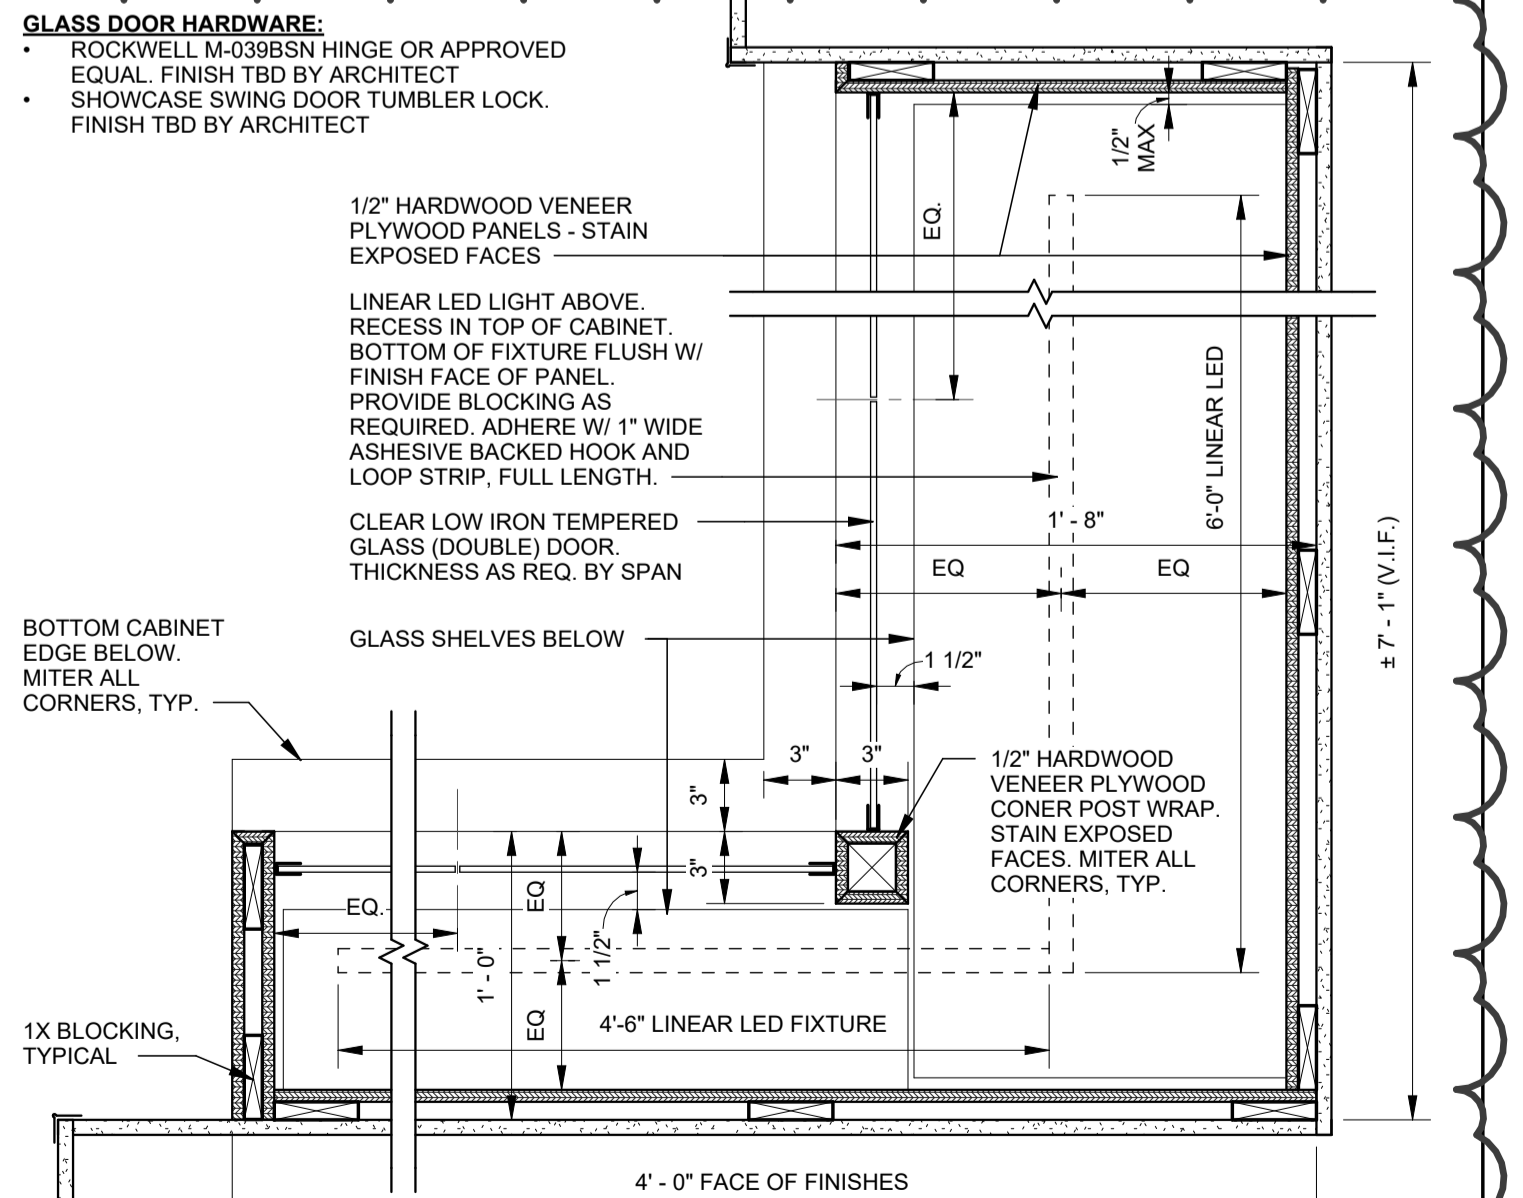 GLASS DOOR HARDWARE:
• ROCKWELL M-039BSN HINGE OR APPROVED
EQUAL. FINISH TBD BY ARCHITECT
• SHOWCASE SWING DOOR TUMBLER LOCK.
FINISH TBD BY ARCHITECT
1/2" MAX
1/2" HARDWOOD VENEER
PLYWOOD PANELS - STAIN
EXPOSED FACES
EQ.
LINEAR LED LIGHT ABOVE.
RECESS IN TOP OF CABINET.
BOTTOM OF FIXTURE FLUSH W/
FINISH FACE OF PANEL.
PROVIDE BLOCKING AS
REQUIRED. ADHERE W/ 1" WIDE
ASHESIVE BACKED HOOK AND
LOOP STRIP, FULL LENGTH.
6'-0" LINEAR LED
CLEAR LOW IRON TEMPERED
GLASS (DOUBLE) DOOR.
THICKNESS AS REQ. BY SPAN
1' - 8"
EQ
EQ
± 7' - 1" (V.I.F.)
GLASS SHELVES BELOW
1 1/2"
BOTTOM CABINET
EDGE BELOW.
MITER ALL
CORNERS, TYP.
3"
3"
3"
3"
1/2" HARDWOOD
VENEER PLYWOOD
CONER POST WRAP.
STAIN EXPOSED
FACES. MITER ALL
CORNERS, TYP.
EQ.
EQ
1 1/2"
1' - 0"
EQ
4'-6" LINEAR LED FIXTURE
1X BLOCKING,
TYPICAL
4' - 0" FACE OF FINISHES